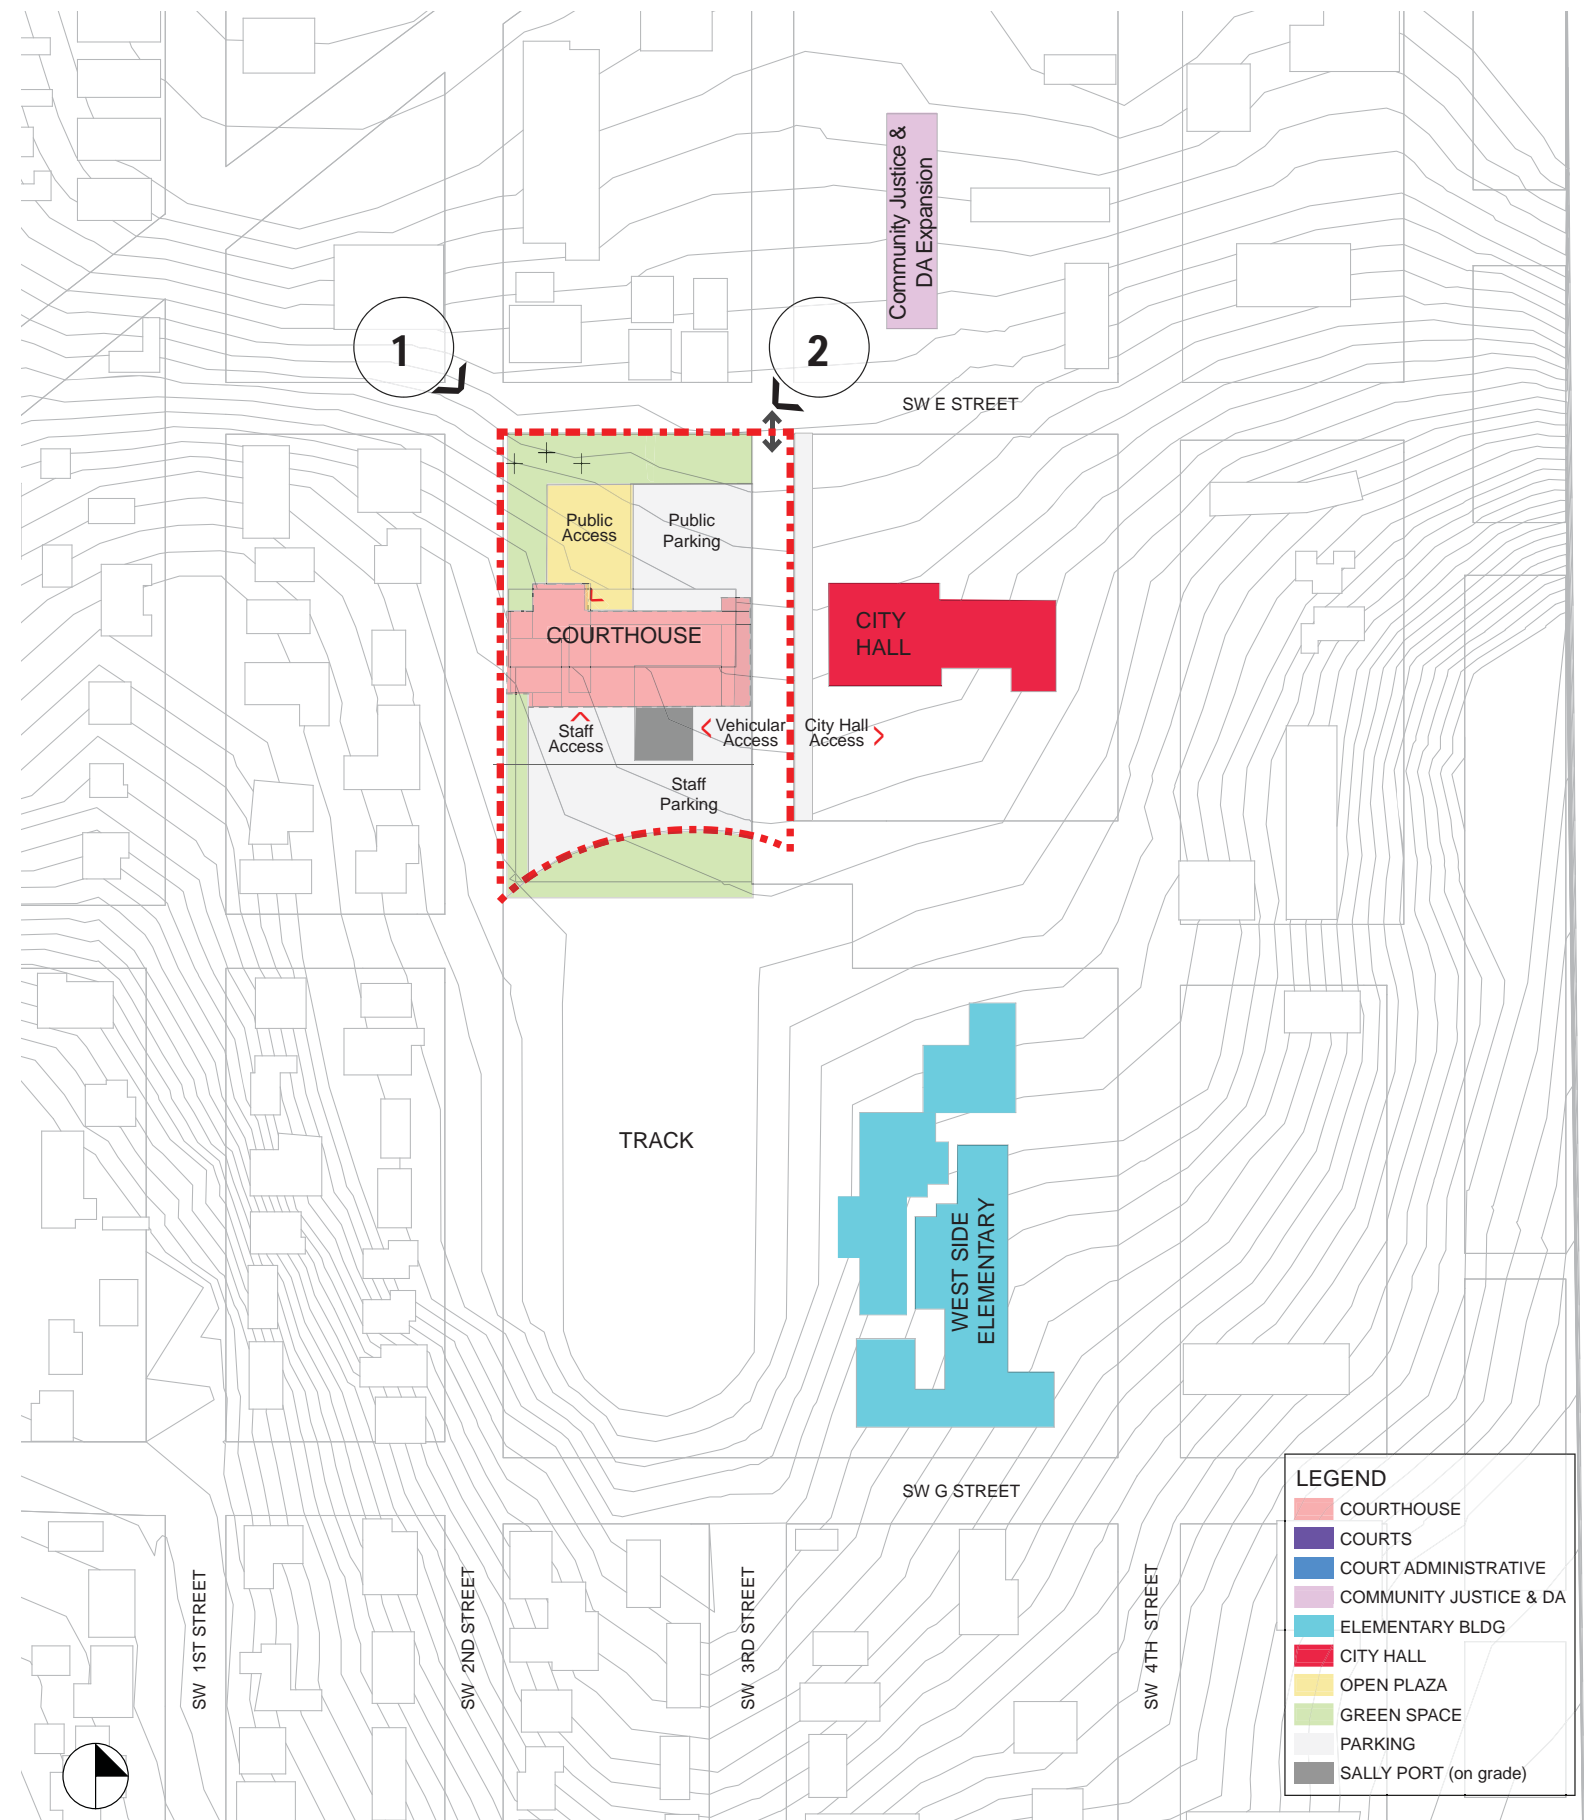 Community Justice &
DA Expansion
1
2
SW E STREET
Public
Access
Public
Parking
COURTHOUSE
CITY
HALL
Staff
Access
Vehicular
Access
City Hall
Access
Staff
Parking
TRACK
WEST SIDE
ELEMENTARY
SW G STREET
SW 1ST STREET
SW 2ND STREET
SW 3RD STREET
SW 4TH STREET
LEGEND
COURTHOUSE
COURTS
COURT ADMINISTRATIVE
COMMUNITY JUSTICE & DA
ELEMENTARY BLDG
CITY HALL
OPEN PLAZA
GREEN SPACE
PARKING
SALLY PORT (on grade)